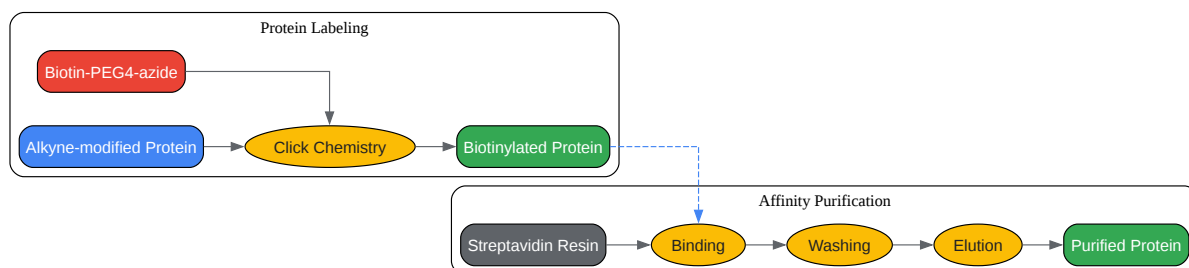 Protein Labeling
Biotin-PEG4-azide
Alkyne-modified Protein
Click Chemistry
Biotinylated Protein
Affinity Purification
Streptavidin Resin
Binding
Washing
Elution
Purified Protein